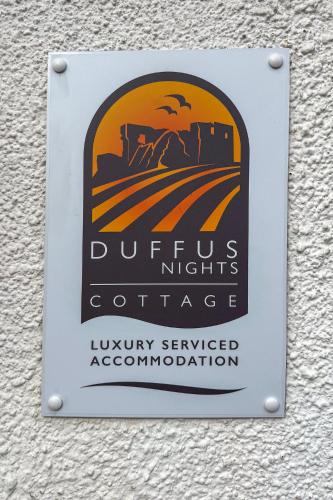 DUFFUS
NIGHTS
COTTAGE
LUXURY SERVICED
ACCOMMODATION